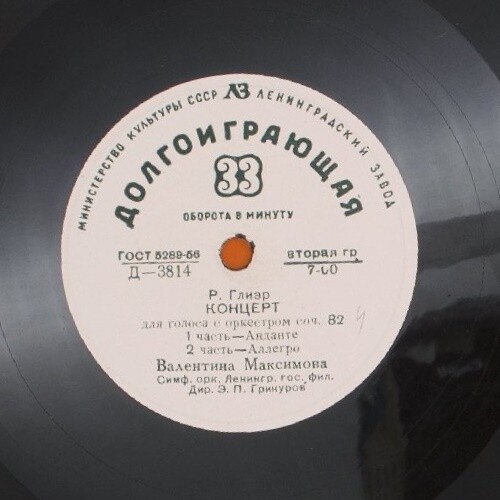 МИНИСТЕРСТВО КУЛЬТУРЫ СССР ЛЗ ЛЕНИНГРАДСКИЙ ЗАВОД
ДОЛГОИГРАЮЩАЯ
33
ОБОРОТА В МИНУТУ
ГОСТ 5289-56 вторая гр
Д—3814 7-00
Р. Глиэр
КОНЦЕРТ
для голоса с оркестром соч. 82
1 часть—Анданте
2 часть—Аллегро
Валентина Максимова
Симф. орк. Ленингр. гос. фил.
Дир. Э. П. Грикуров